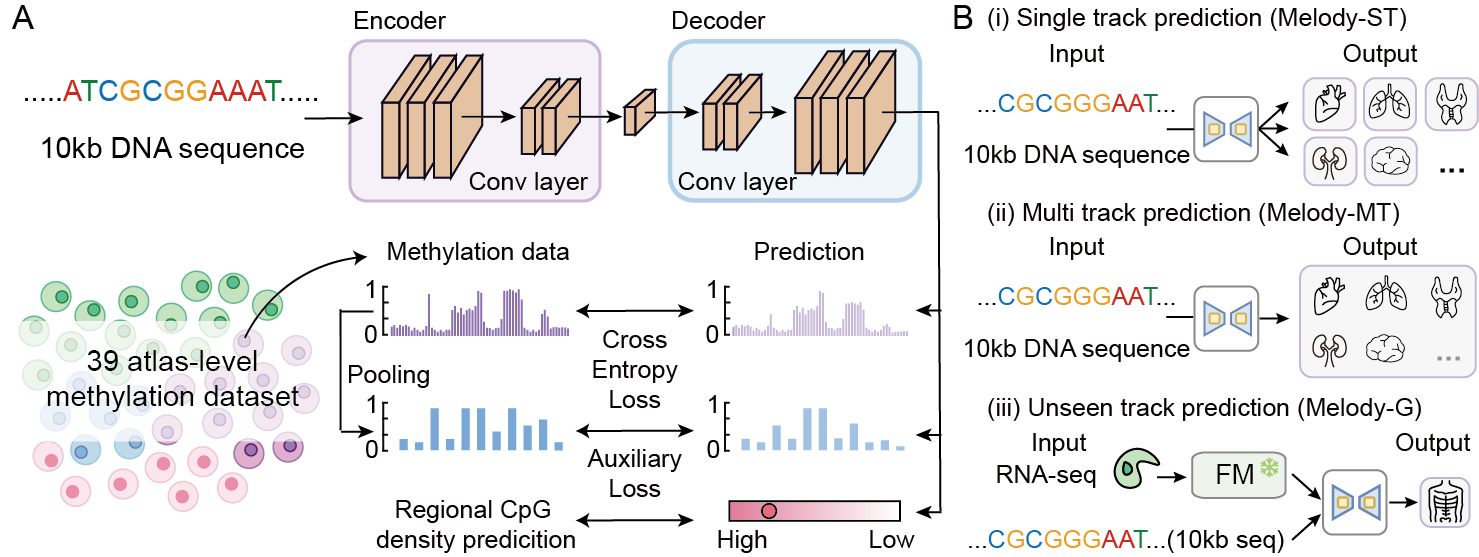 A
Encoder
Decoder
.....ATCGCGGAAAT.....
10kb DNA sequence
Conv layer
Conv layer
Methylation data
Prediction
1
0
1
0
39 atlas-level
methylation dataset
Cross
Entropy
Loss
Pooling
1
0
1
0
Auxiliary
Loss
Regional CpG
density predicition
High
Low
B
(i) Single track prediction (Melody-ST)
Input
Output
...CGCGGGAAT...
10kb DNA sequence
...
(ii) Multi track prediction (Melody-MT)
Input
Output
...CGCGGGAAT...
10kb DNA sequence
...
(iii) Unseen track prediction (Melody-G)
Input
Output
RNA-seq
FM
...CGCGGGAAT...(10kb seq)